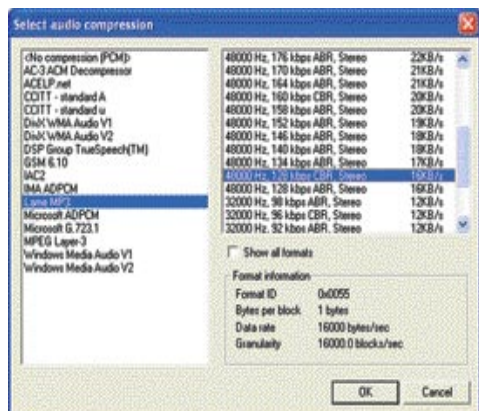 Select audio compression
<No compression (PCM)>
AC-3 ACM Decompressor
ACELP.net
CCITT - standard A
CCITT - standard u
DivX WMA Audio V1
DivX WMA Audio V2
DSP Group TrueSpeech(TM)
GSM 6.10
IAC2
IMA ADPCM
Lame MP3
Microsoft ADPCM
Microsoft G.723.1
MPEG Layer-3
Windows Media Audio V1
Windows Media Audio V2
48000 Hz, 176 kbps ABR, Stereo 22KB/s
48000 Hz, 170 kbps ABR, Stereo 21KB/s
48000 Hz, 164 kbps ABR, Stereo 21KB/s
48000 Hz, 160 kbps CBR, Stereo 20KB/s
48000 Hz, 158 kbps ABR, Stereo 20KB/s
48000 Hz, 152 kbps ABR, Stereo 19KB/s
48000 Hz, 146 kbps ABR, Stereo 18KB/s
48000 Hz, 140 kbps ABR, Stereo 18KB/s
48000 Hz, 134 kbps ABR, Stereo 17KB/s
48000 Hz, 128 kbps CBR, Stereo 16KB/s
48000 Hz, 128 kbps ABR, Stereo 16KB/s
32000 Hz, 98 kbps ABR, Stereo 12KB/s
32000 Hz, 96 kbps CBR, Stereo 12KB/s
32000 Hz, 92 kbps ABR, Stereo 12KB/s
Show all formats
Format information
Format ID 0x0055
Bytes per block 1 bytes
Data rate 16000 bytes/sec
Granularity 16000.0 blocks/sec
OK Cancel